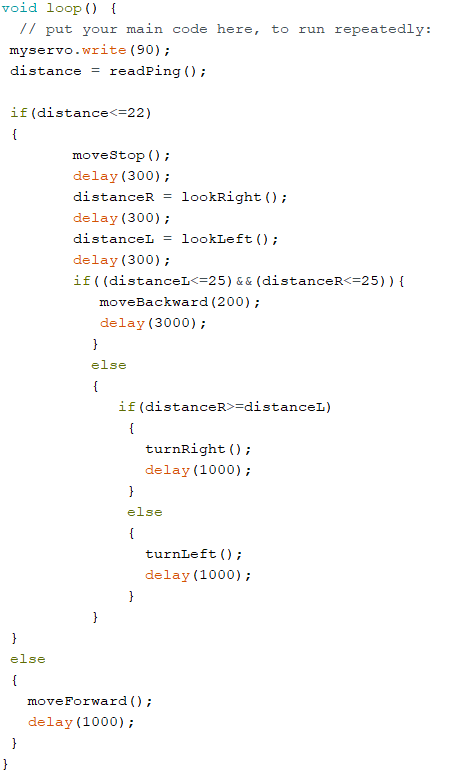 void loop() {
  // put your main code here, to run repeatedly:
 myservo.write(90);
 distance = readPing();

 if(distance<=22)
 {
        moveStop();
        delay(300);
        distanceR = lookRight();
        delay(300);
        distanceL = lookLeft();
        delay(300);
        if((distanceL<=25)&&(distanceR<=25)){
           moveBackward(200);
           delay(3000);
          }
          else
          {
             if(distanceR>=distanceL)
              {
                turnRight();
                delay(1000);
              }
              else
              {
                turnLeft();
                delay(1000);
              }
          }
 }
 else
 {
   moveForward();
   delay(1000);
 }
}